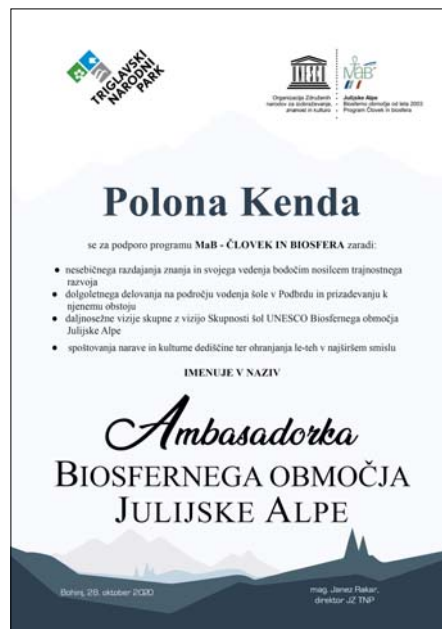 TRIGLAVSKI
NARODNI
PARK
UNESCO
MaB
Organizacija Združenih
narodov za izobraževanje,
znanost in kulturo
Julijske Alpe
Biosferno območje od leta 2003
Program Človek in biosfera
Polona Kenda
se za podporo programu MaB - ČLOVEK IN BIOSFERA zaradi:
● nesebičnega razdajanja znanja in svojega vedenja bodočim nosilcem trajnostnega
razvoja
● dolgoletnega delovanja na področju vodenja šole v Podbrdu in prizadevanju k
njenemu obstoju
● daljnosežne vizije skupne z vizijo Skupnosti šol UNESCO Biosfernega območja
Julijske Alpe
● spoštovanja narave in kulturne dediščine ter ohranjanja le-teh v najširšem smislu
IMENUJE V NAZIV
Ambasadorka
BIOSFERNEGA OBMOČJA
JULIJSKE ALPE
Bohinj, 28. oktober 2020
mag. Janez Rakar,
direktor JZ TNP